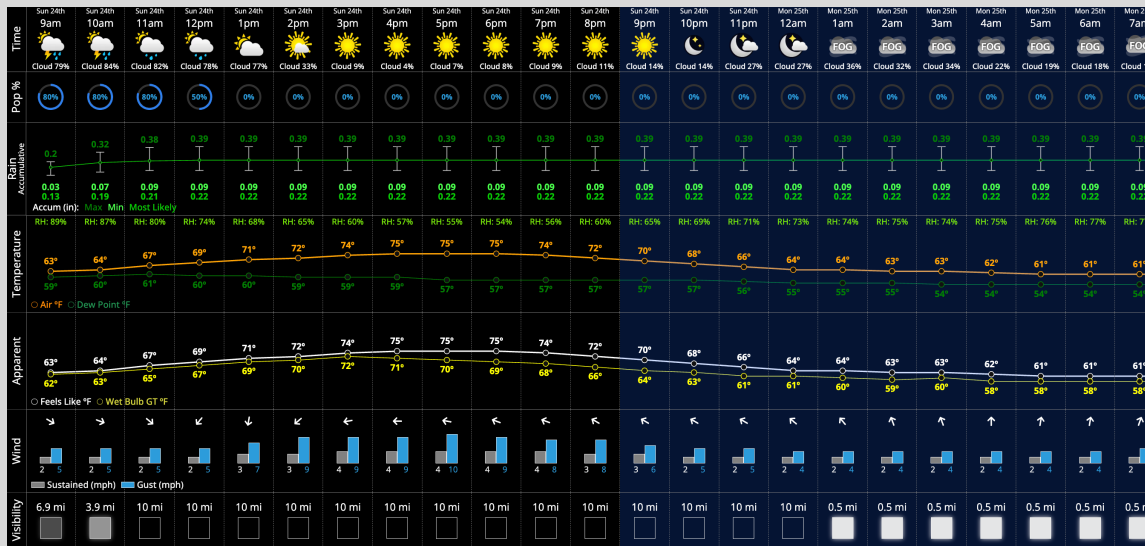 Sun 24th Sun 24th Sun 24th Sun 24th Sun 24th Sun 24th Sun 24th Sun 24th Sun 24th Sun 24th Sun 24th Sun 24th Sun 24th Sun 24th Sun 24th Sun 24th Mon 25th Mon 25th Mon 25th Mon 25th Mon 25th Mon 25th Mon 25
Time 9am 10am 11am 12pm 1pm 2pm 3pm 4pm 5pm 6pm 7pm 8pm 9pm 10pm 11pm 12am 1am 2am 3am 4am 5am 6am 7a
FOG FOG FOG FOG FOG FOG FO
Cloud 79% Cloud 84% Cloud 82% Cloud 78% Cloud 77% Cloud 33% Cloud 9% Cloud 4% Cloud 7% Cloud 8% Cloud 9% Cloud 11% Cloud 14% Cloud 14% Cloud 27% Cloud 27% Cloud 36% Cloud 32% Cloud 34% Cloud 22% Cloud 19% Cloud 18% Cloud
Pop % 80% 80% 80% 50% 0% 0% 0% 0% 0% 0% 0% 0% 0% 0% 0% 0% 0% 0% 0% 0% 0% 0% 0%
Rain Accumulative
0.2 0.32 0.38 0.39 0.39 0.39 0.39 0.39 0.39 0.39 0.39 0.39 0.39 0.39 0.39 0.39 0.39 0.39 0.39 0.39 0.39 0.39 0.3
0.03 0.07 0.09 0.09 0.09 0.09 0.09 0.09 0.09 0.09 0.09 0.09 0.09 0.09 0.09 0.09 0.09 0.09 0.09 0.09 0.09 0.09 0.0
0.13 0.19 0.21 0.22 0.22 0.22 0.22 0.22 0.22 0.22 0.22 0.22 0.22 0.22 0.22 0.22 0.22 0.22 0.22 0.22 0.22 0.22 0.2
Accum (in): Max Min Most Likely
RH: 89% RH: 87% RH: 80% RH: 74% RH: 68% RH: 65% RH: 60% RH: 57% RH: 55% RH: 54% RH: 56% RH: 60% RH: 65% RH: 69% RH: 71% RH: 73% RH: 74% RH: 75% RH: 74% RH: 75% RH: 76% RH: 77% RH: 7
Temperature
63° 64° 67° 69° 71° 72° 74° 75° 75° 75° 74° 72° 70° 68° 66° 64° 64° 63° 63° 62° 61° 61° 61°
59° 60° 61° 60° 60° 59° 59° 59° 57° 57° 57° 57° 57° 57° 56° 55° 55° 55° 54° 54° 54° 54° 54°
Air °F Dew Point °F
Apparent
63° 64° 67° 69° 71° 72° 74° 75° 75° 75° 74° 72° 70° 68° 66° 64° 64° 63° 63° 62° 61° 61° 61°
62° 63° 65° 67° 69° 70° 72° 71° 70° 69° 68° 66° 64° 63° 61° 61° 60° 59° 60° 58° 58° 58° 58°
Feels Like °F Wet Bulb GT °F
Wind
2 5 2 5 2 5 2 5 3 7 3 9 4 9 4 9 4 10 4 9 4 8 3 8 3 6 2 5 2 5 2 4 2 4 2 4 2 4 2 4 2 4 2 4 2
Sustained (mph) Gust (mph)
Visibility 6.9 mi 3.9 mi 10 mi 10 mi 10 mi 10 mi 10 mi 10 mi 10 mi 10 mi 10 mi 10 mi 10 mi 10 mi 10 mi 10 mi 0.5 mi 0.5 mi 0.5 mi 0.5 mi 0.5 mi 0.5 mi 0.5 m